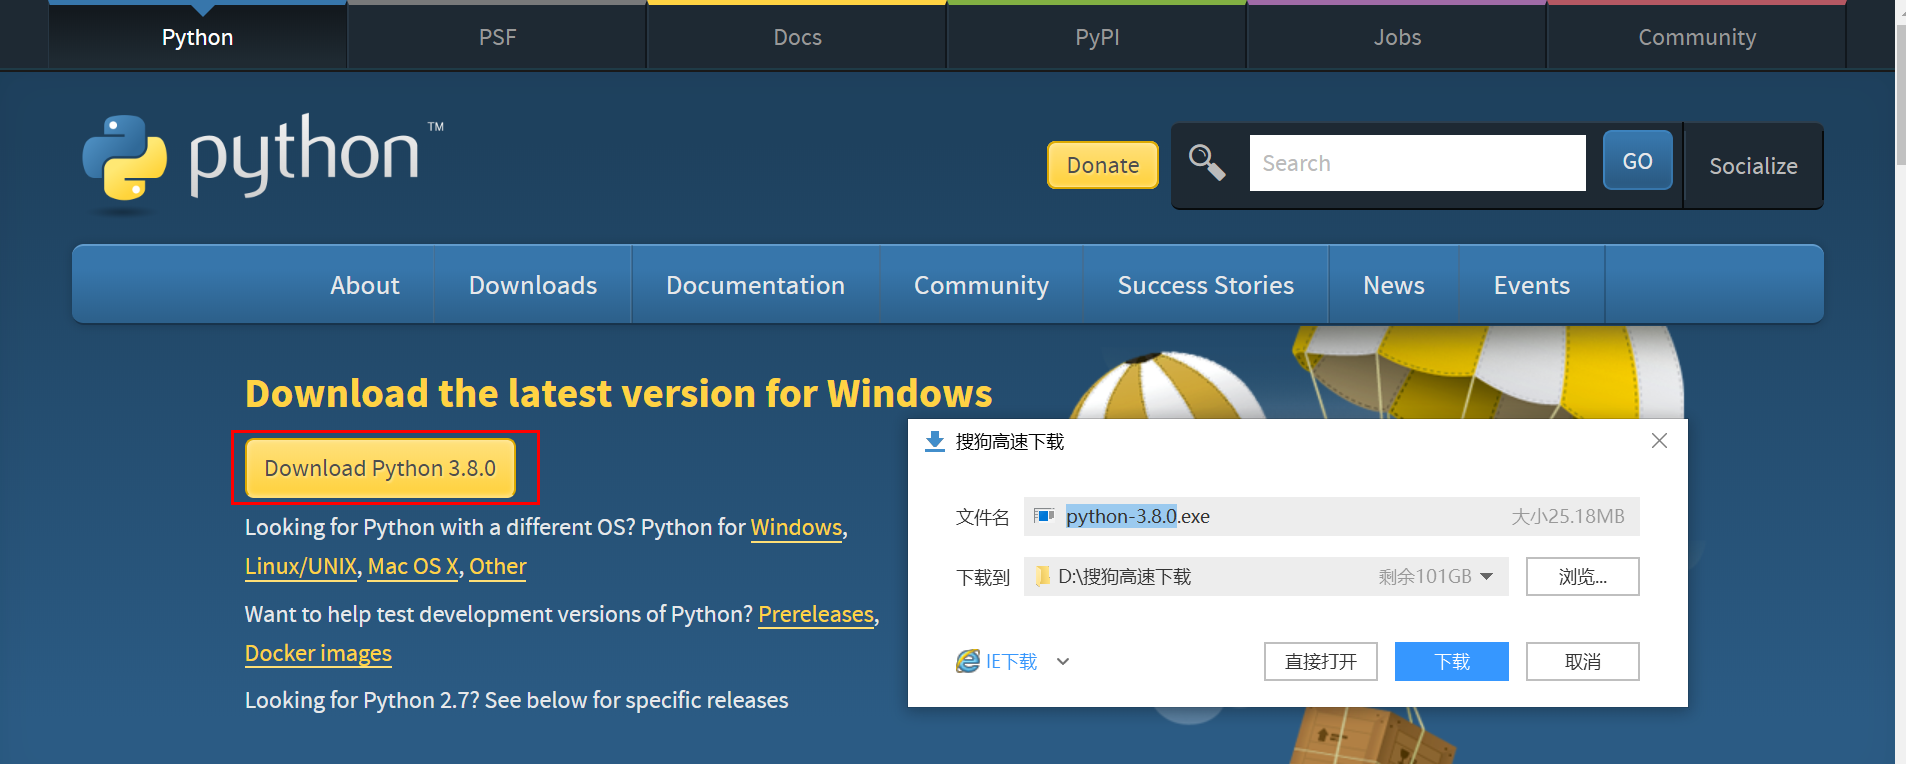 Python PSF Docs PyPI Jobs Community
python™
Donate Search GO Socialize
About Downloads Documentation Community Success Stories News Events
Download the latest version for Windows
Download Python 3.8.0
Looking for Python with a different OS? Python for Windows,
Linux/UNIX, Mac OS X, Other
Want to help test development versions of Python? Prereleases,
Docker images
Looking for Python 2.7? See below for specific releases
搜狗高速下载
文件名 python-3.8.0.exe 大小25.18MB
下载到 D:\搜狗高速下载 剩余101GB 浏览...
IE下载 直接打开 下载 取消